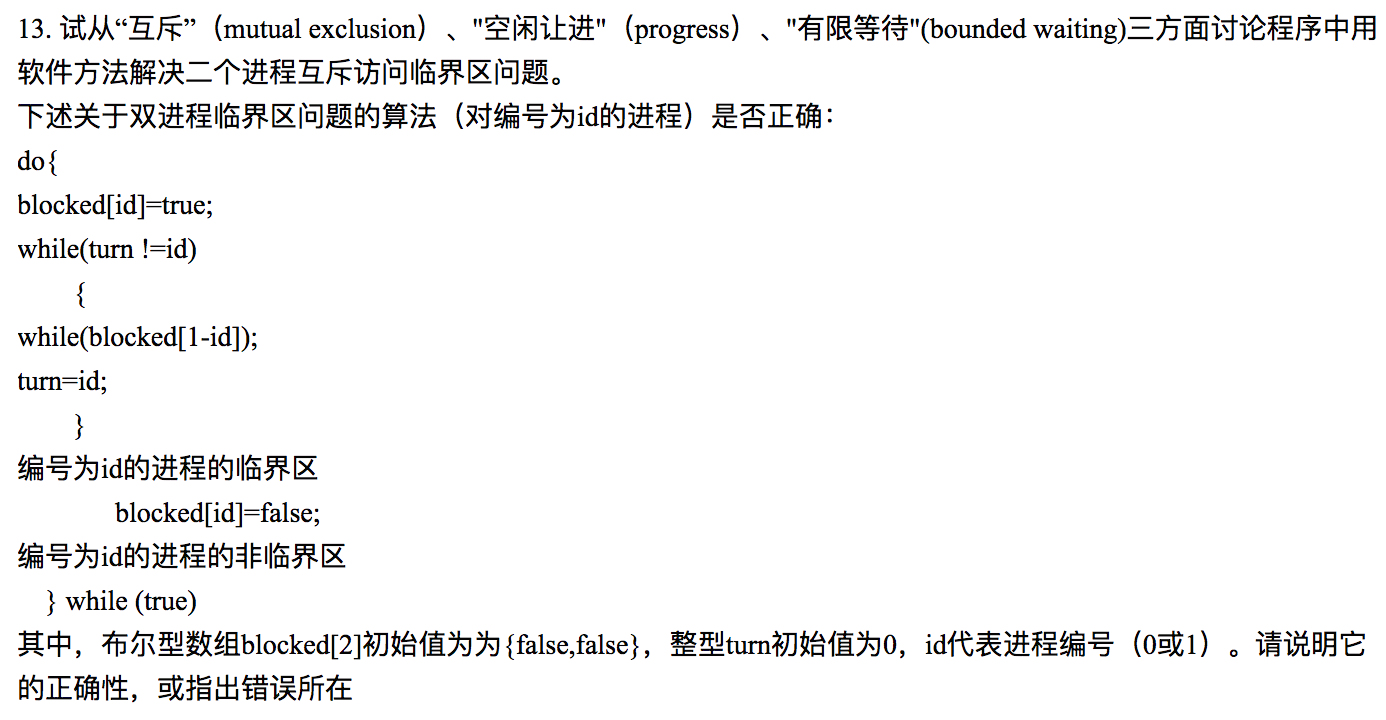 13. 试从“互斥”（mutual exclusion）、"空闲让进"（progress）、"有限等待"(bounded waiting)三方面讨论程序中用
软件方法解决二个进程互斥访问临界区问题。
下述关于双进程临界区问题的算法（对编号为id的进程）是否正确：
do{
blocked[id]=true;
while(turn !=id)
{
while(blocked[1-id]);
turn=id;
}
编号为id的进程的临界区
blocked[id]=false;
编号为id的进程的非临界区
} while (true)
其中，布尔型数组blocked[2]初始值为为{false,false}，整型turn初始值为0，id代表进程编号（0或1）。请说明它
的正确性，或指出错误所在